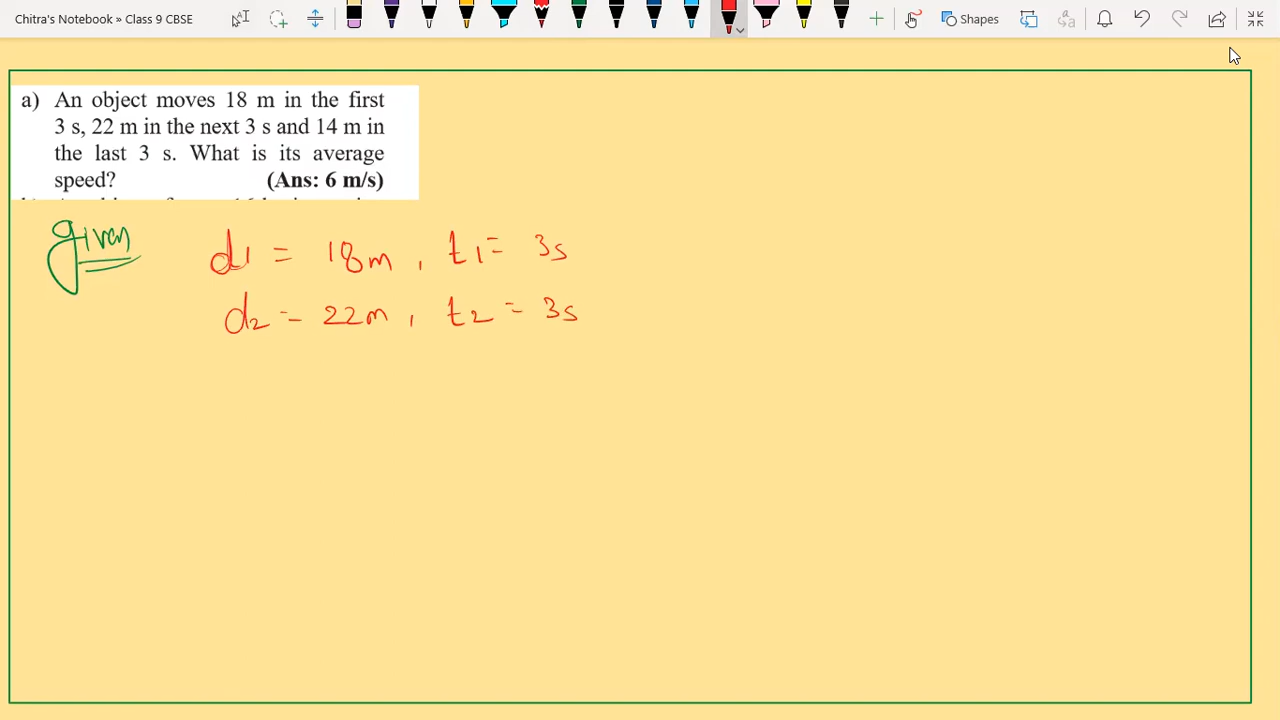 Chitra's Notebook » Class 9 CBSE
Shapes
a) An object moves 18 m in the first
3 s, 22 m in the next 3 s and 14 m in
the last 3 s. What is its average
speed? (Ans: 6 m/s)
given d1 = 18m , t1 = 3s
d2 = 22m , t2 = 3s